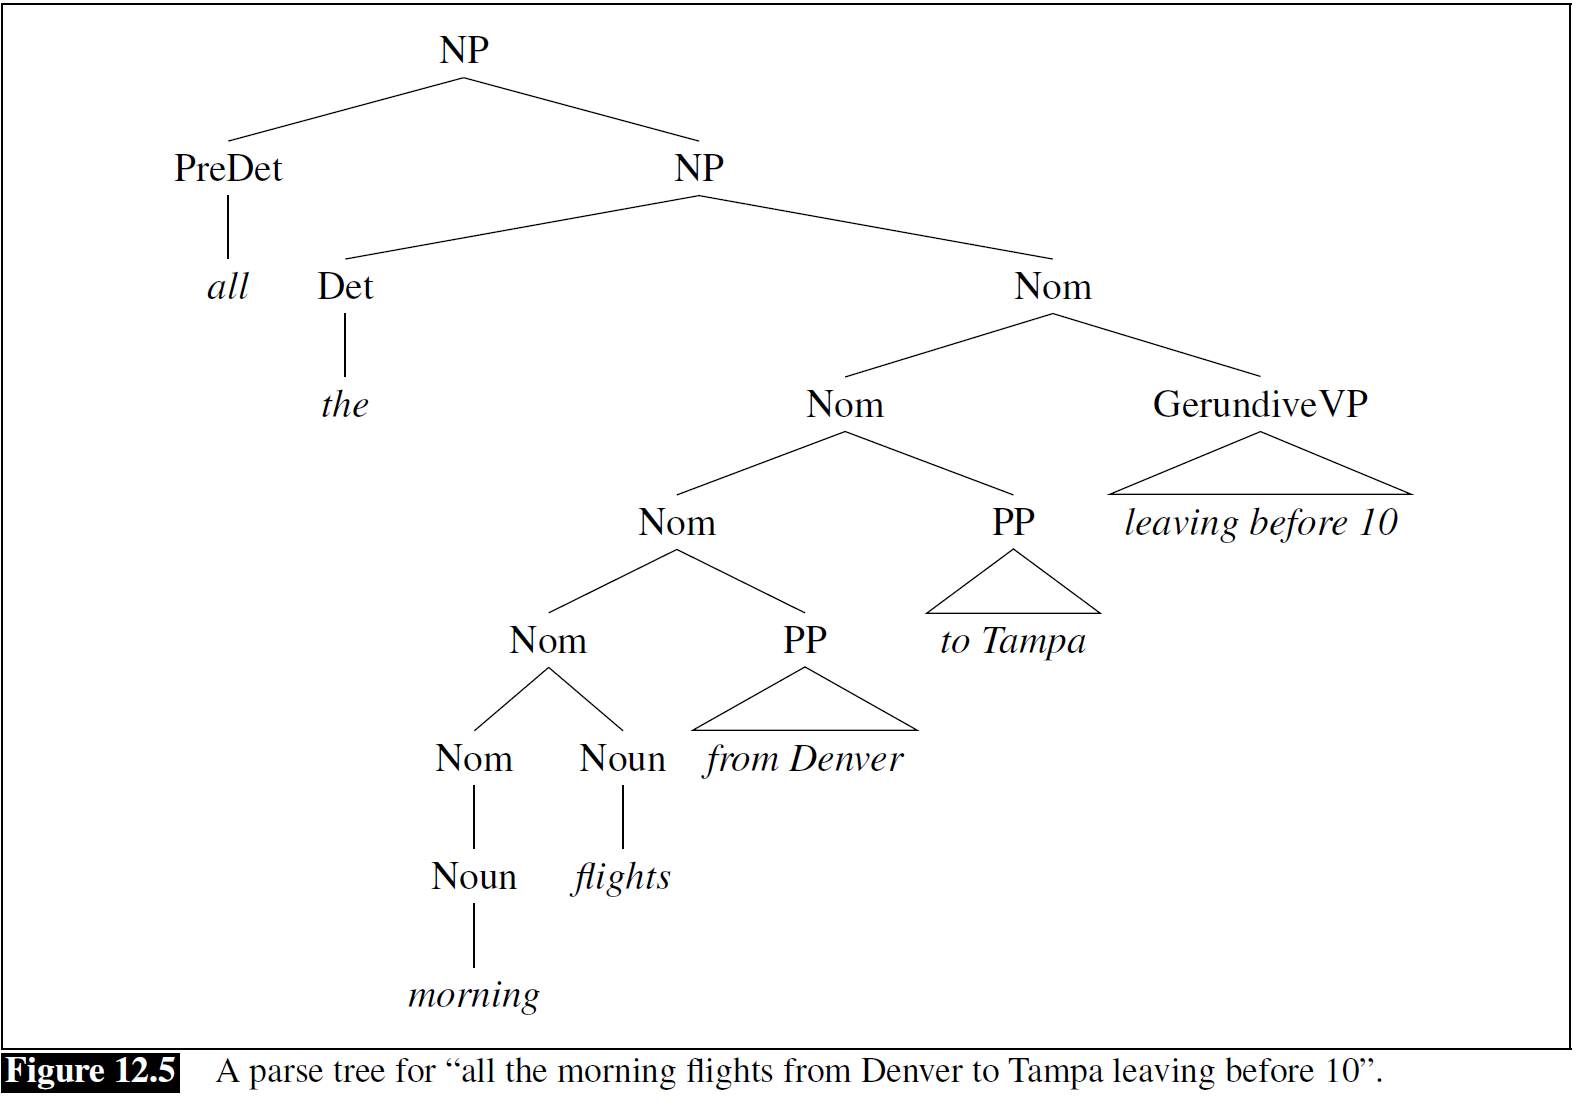 NP
PreDet NP
all Det Nom
the Nom GerundiveVP
Nom PP leaving before 10
Nom PP to Tampa
Nom Noun from Denver
Noun flights
morning
Figure 12.5 A parse tree for “all the morning flights from Denver to Tampa leaving before 10”.